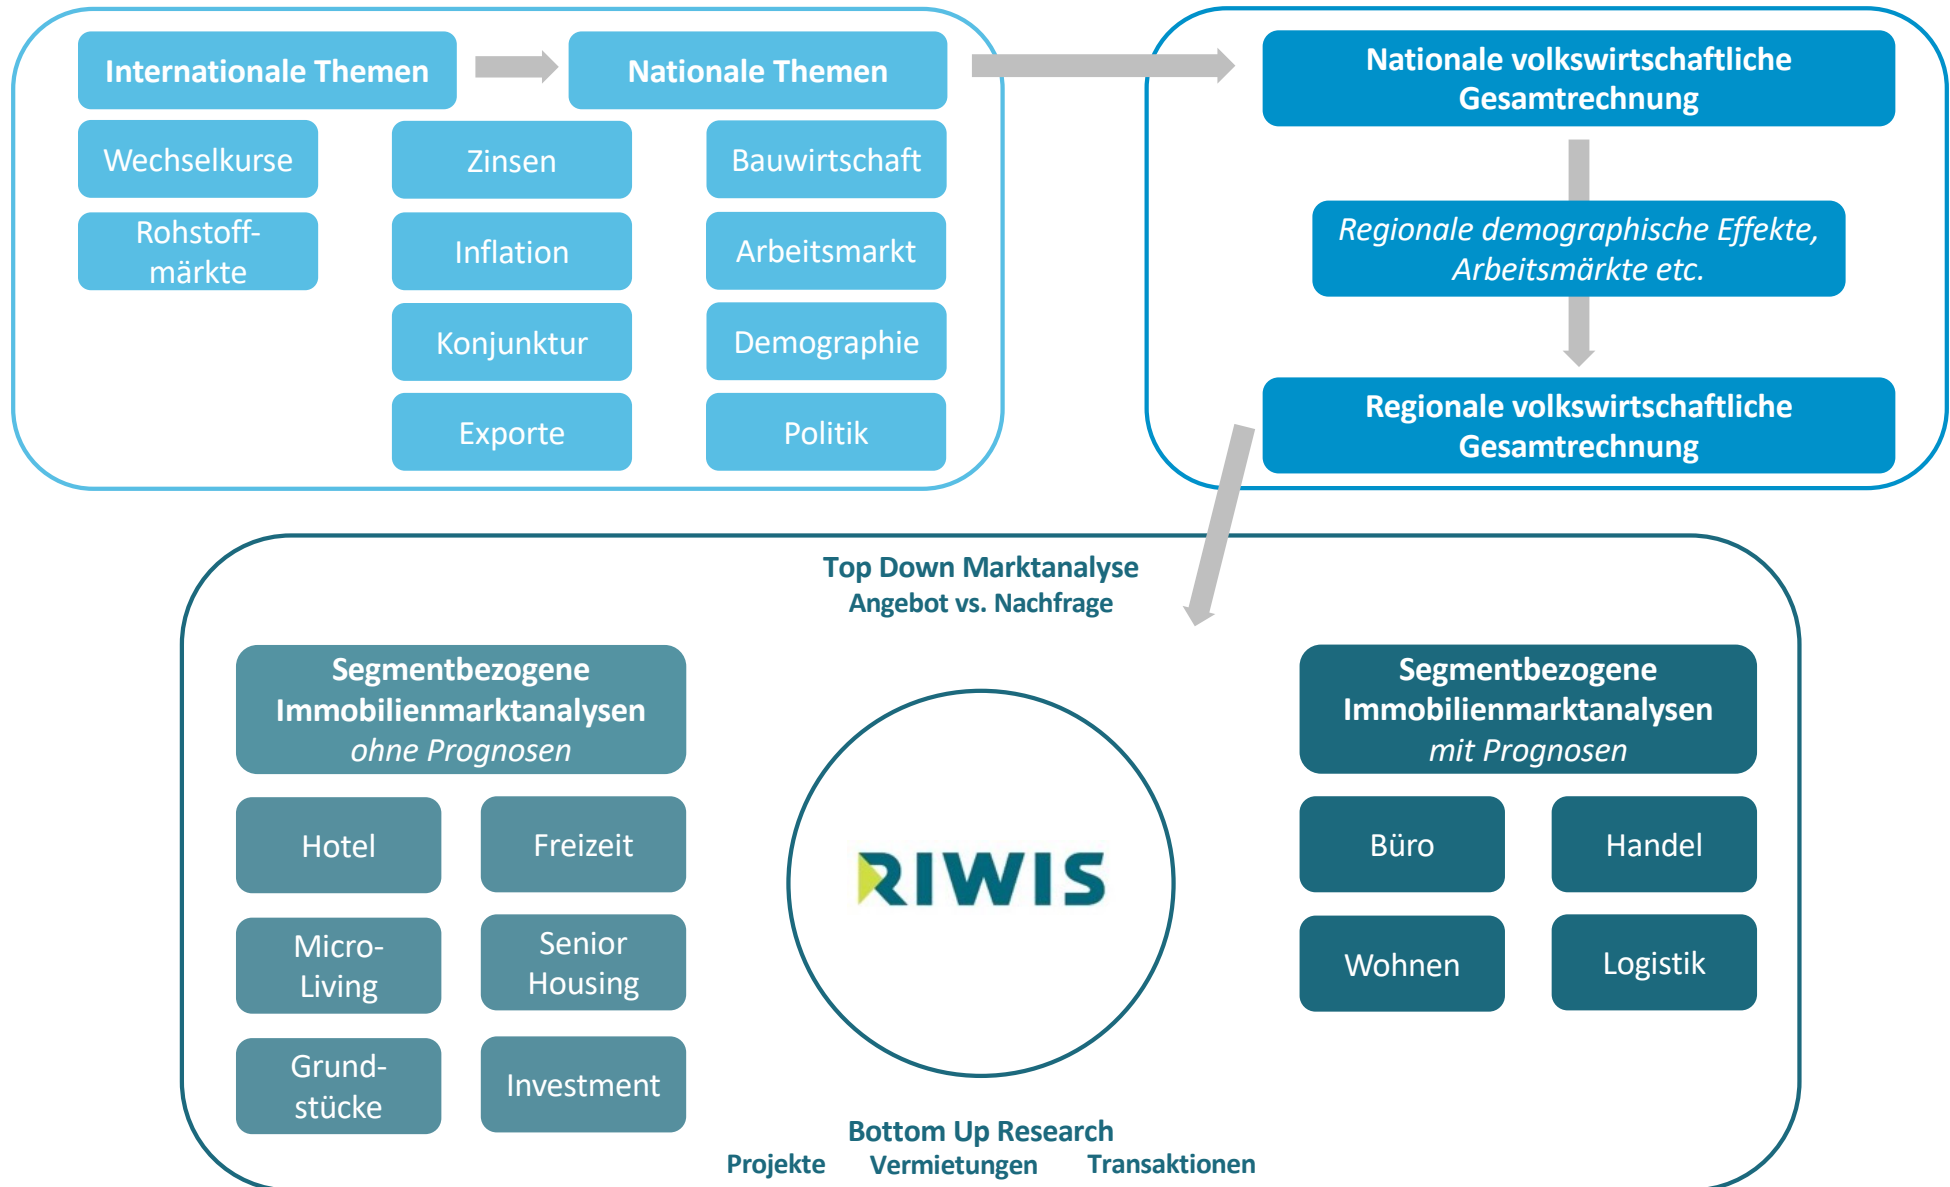 Internationale Themen
Nationale Themen
Wechselkurse
Zinsen
Bauwirtschaft
Rohstoff-
märkte
Inflation
Arbeitsmarkt
Konjunktur
Demographie
Exporte
Politik
Nationale volkswirtschaftliche
Gesamtrechnung
Regionale demographische Effekte,
Arbeitsmärkte etc.
Regionale volkswirtschaftliche
Gesamtrechnung
Top Down Marktanalyse
Angebot vs. Nachfrage
Segmentbezogene
Immobilienmarktanalysen
ohne Prognosen
Hotel
Freizeit
Micro-
Living
Senior
Housing
Grund-
stücke
Investment
RIWIS
Segmentbezogene
Immobilienmarktanalysen
mit Prognosen
Büro
Handel
Wohnen
Logistik
Bottom Up Research
Projekte Vermietungen Transaktionen